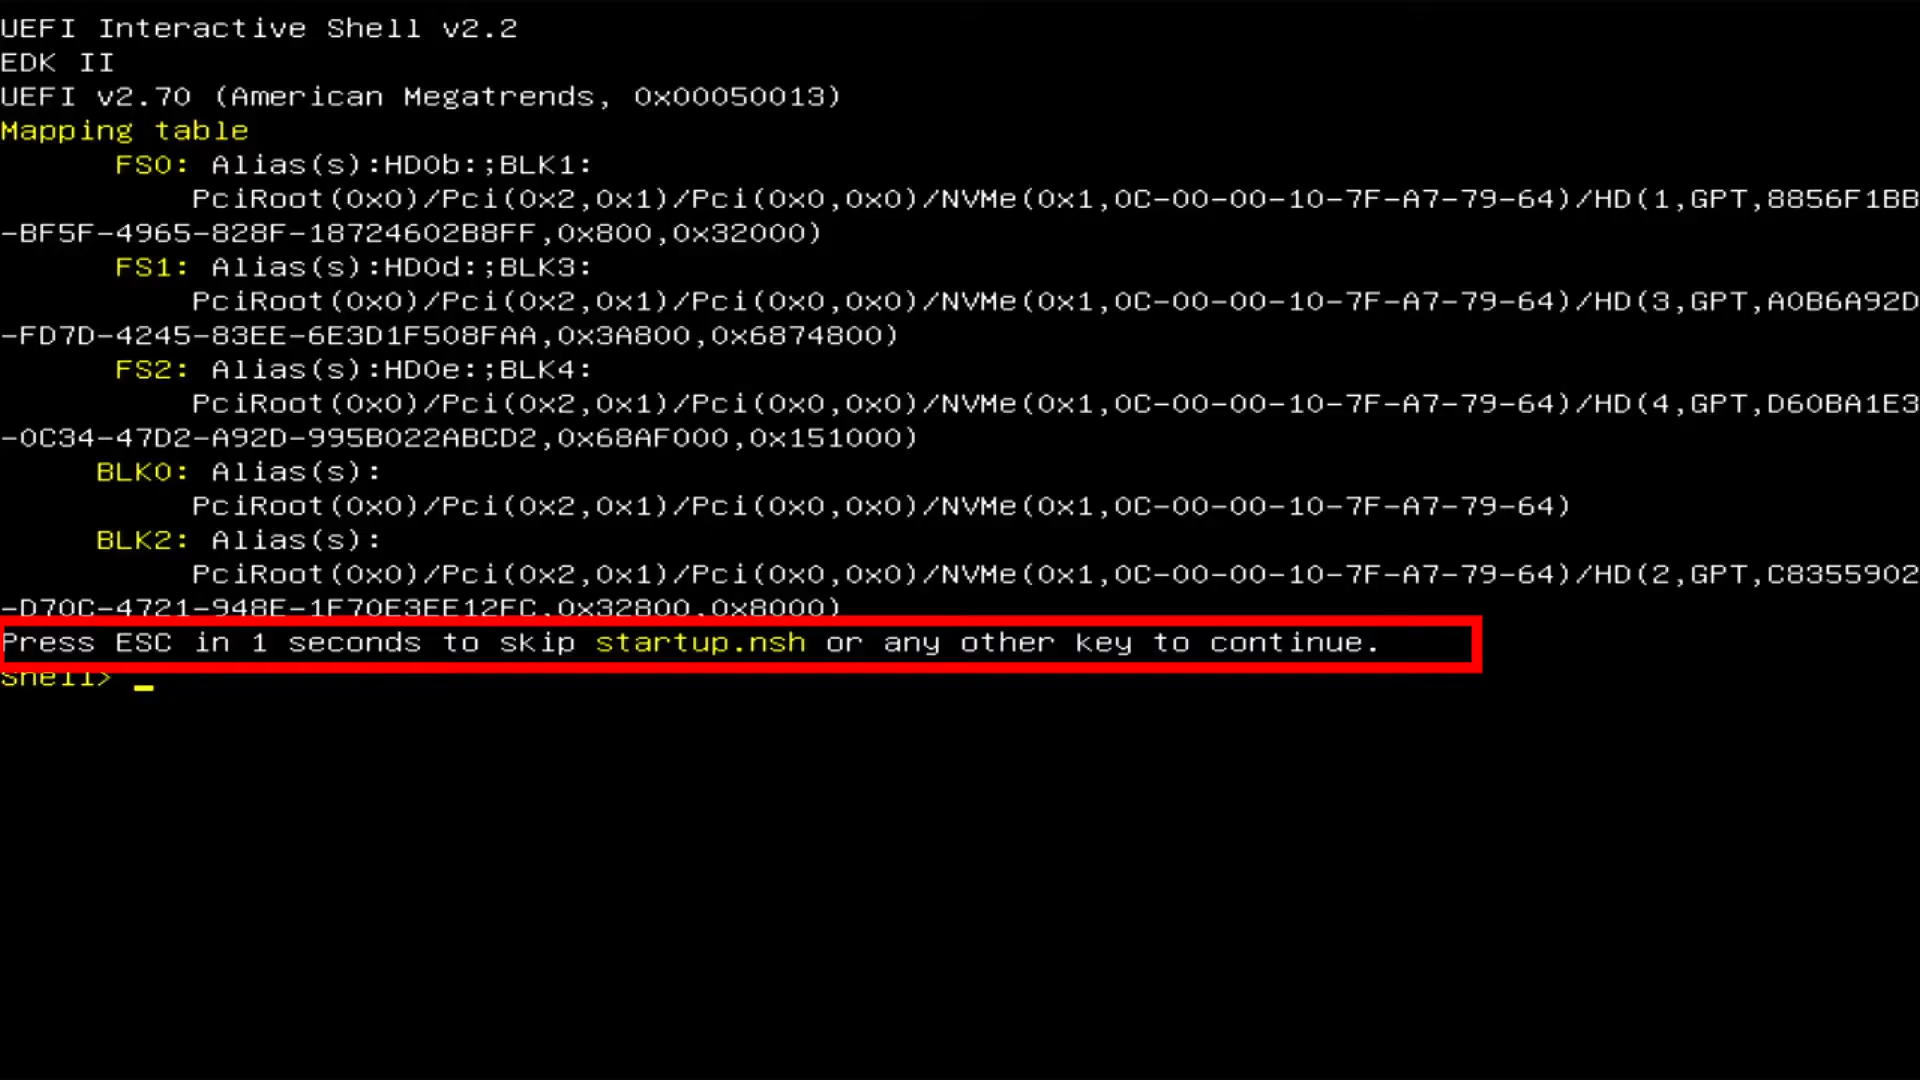 UEFI Interactive Shell v2.2
EDK II
UEFI v2.70 (American Megatrends, 0x00050013)
Mapping table
FS0: Alias(s):HD0b:;BLK1:
PciRoot(0x0)/Pci(0x2,0x1)/Pci(0x0,0x0)/NVMe(0x1,0C-00-00-10-7F-A7-79-64)/HD(1,GPT,8856F1BB
-BF5F-4965-828F-18724602B8FF,0x800,0x32000)
FS1: Alias(s):HD0d:;BLK3:
PciRoot(0x0)/Pci(0x2,0x1)/Pci(0x0,0x0)/NVMe(0x1,0C-00-00-10-7F-A7-79-64)/HD(3,GPT,A0B6A92D
-FD7D-4245-83EE-6E3D1F508FAA,0x3A800,0x6874800)
FS2: Alias(s):HD0e:;BLK4:
PciRoot(0x0)/Pci(0x2,0x1)/Pci(0x0,0x0)/NVMe(0x1,0C-00-00-10-7F-A7-79-64)/HD(4,GPT,D60BA1E3
-0C34-47D2-A92D-995B022ABCD2,0x68AF000,0x151000)
BLK0: Alias(s):
PciRoot(0x0)/Pci(0x2,0x1)/Pci(0x0,0x0)/NVMe(0x1,0C-00-00-10-7F-A7-79-64)
BLK2: Alias(s):
PciRoot(0x0)/Pci(0x2,0x1)/Pci(0x0,0x0)/NVMe(0x1,0C-00-00-10-7F-A7-79-64)/HD(2,GPT,C8355902
-D70C-4721-948E-1F70E3EE12FC,0x32800,0x8000)
Press ESC in 1 seconds to skip startup.nsh or any other key to continue.
Shell> _